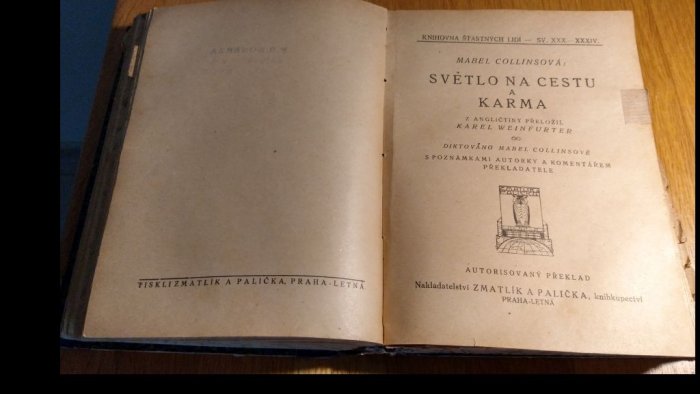 TISKLI ZMATLÍK A PALIČKA, PRAHA-LETNÁ
KNIHOVNA ŠŤASTNÝCH LIDÍ — SV. XXX.—XXXIV.
MABEL COLLINSOVÁ:
SVĚTLO NA CESTU
A
KARMA
Z ANGLIČTINY PŘELOŽIL
KAREL WEINFURTER
DIKTOVÁNO MABEL COLLINSOVÉ
S POZNÁMKAMI AUTORKY A KOMENTÁŘEM
PŘEKLADATELE
AUTORISOVANÝ PŘEKLAD
Nakladatelství ZMATLÍK A PALIČKA, knihkupectví
PRAHA-LETNÁ